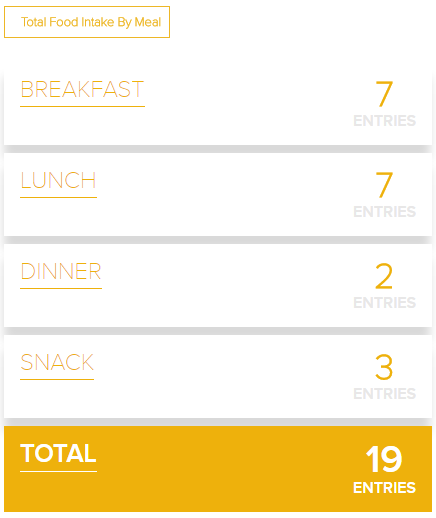 Total Food Intake By Meal
BREAKFAST
7
ENTRIES
LUNCH
7
ENTRIES
DINNER
2
ENTRIES
SNACK
3
ENTRIES
TOTAL
19
ENTRIES